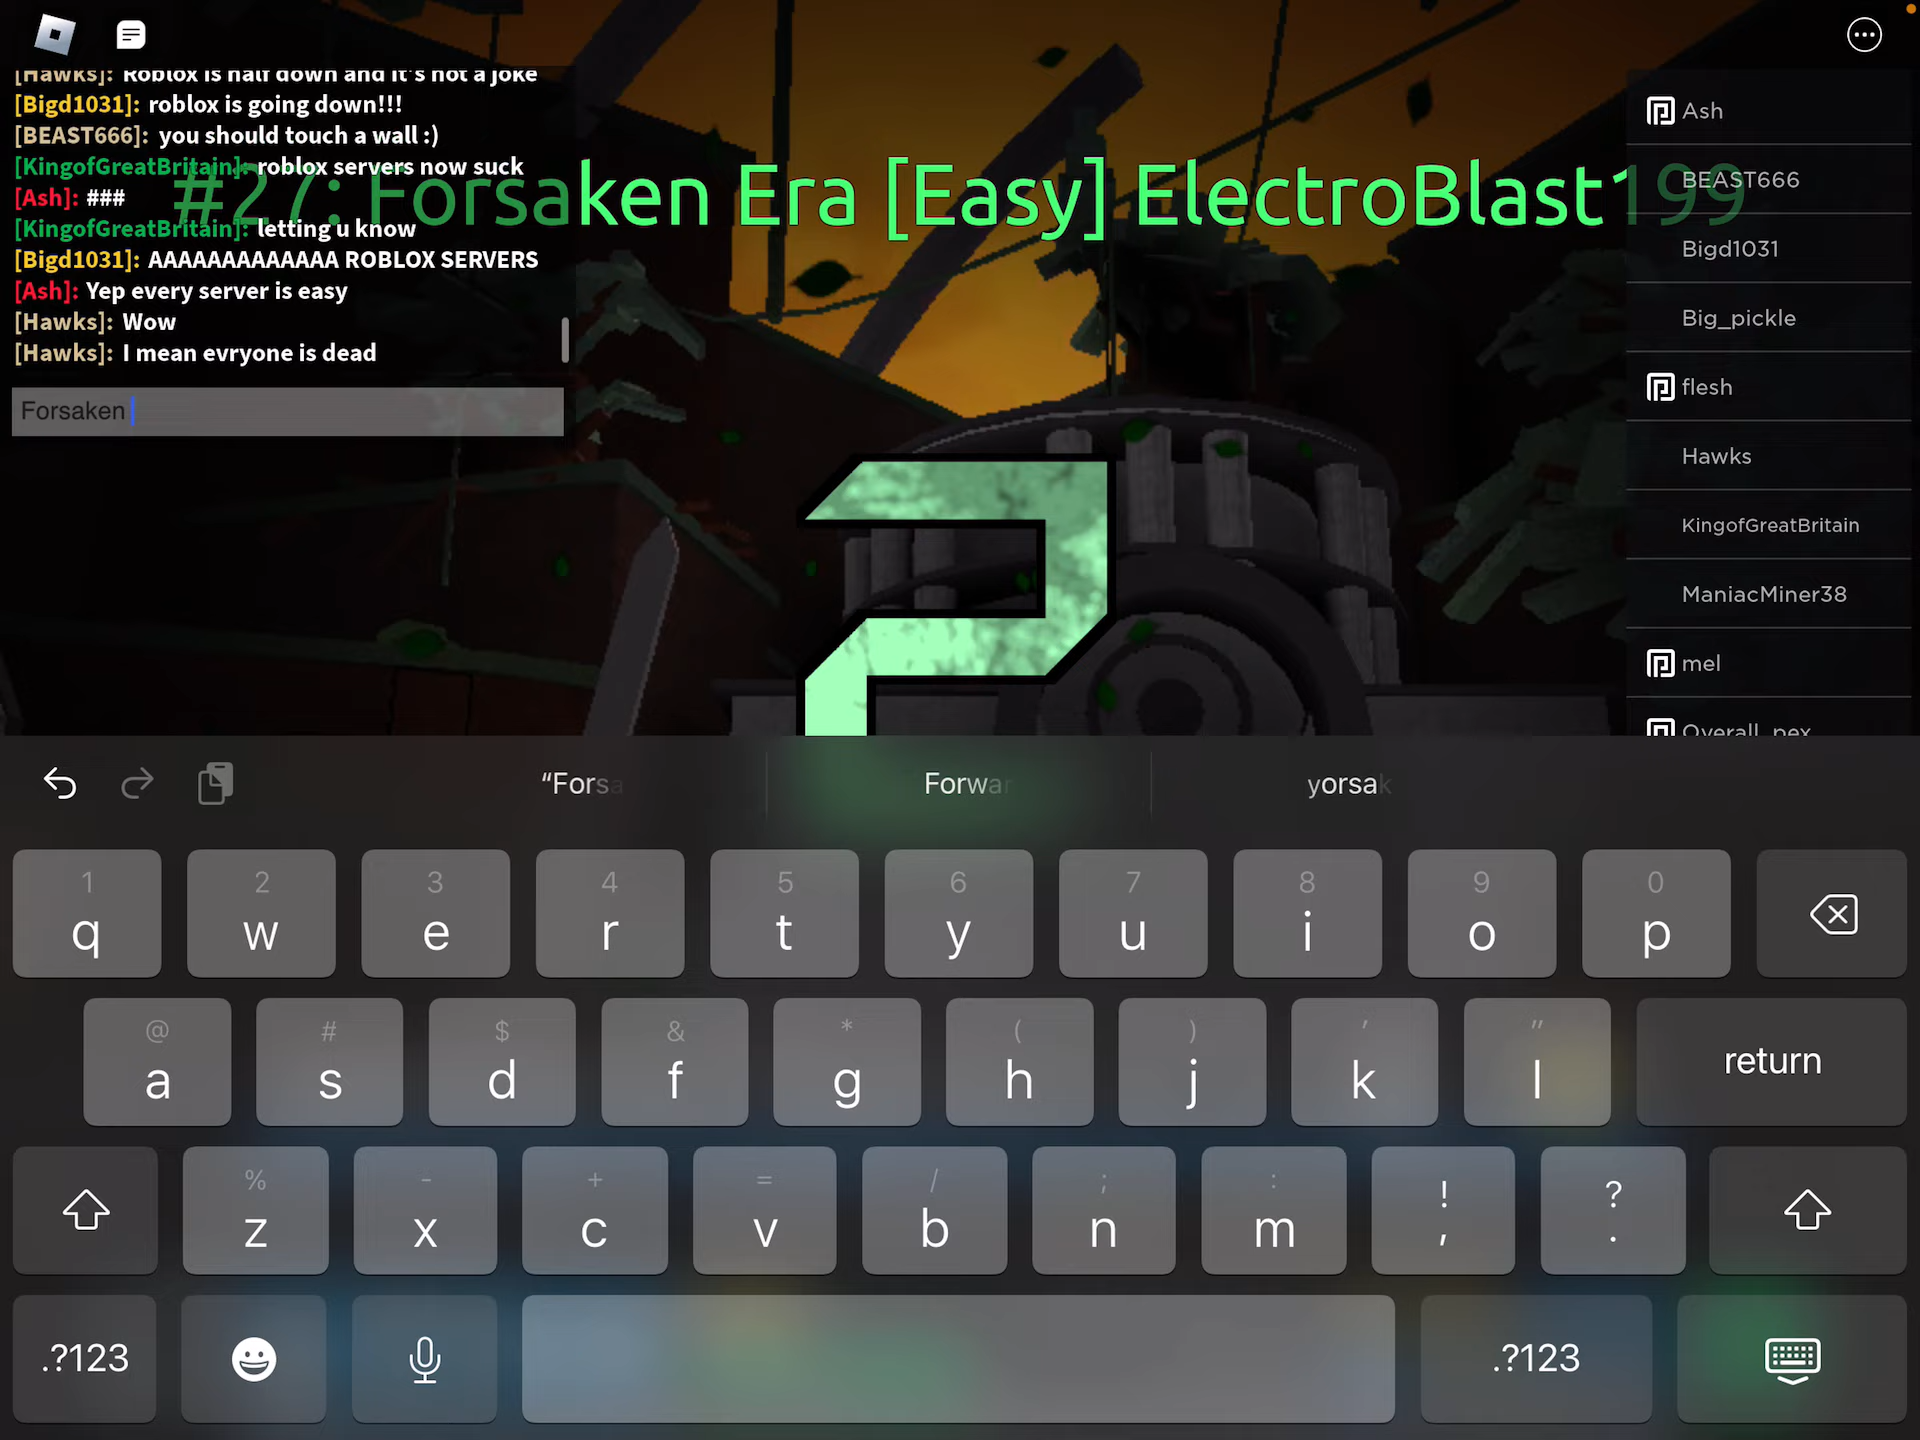 [Hawks]: Roblox is half down and it's not a joke
[Bigd1031]: roblox is going down!!!
[BEAST666]: you should touch a wall :)
[KingofGreatBritain]: roblox servers now suck
[Ash]: ###
[KingofGreatBritain]: letting u know
[Bigd1031]: AAAAAAAAAAAAA ROBLOX SERVERS
[Ash]: Yep every server is easy
[Hawks]: Wow
[Hawks]: I mean evryone is dead
Forsaken
#27: Forsaken Era [Easy] ElectroBlast199
Ash
BEAST666
Bigd1031
Big_pickle
flesh
Hawks
KingofGreatBritain
ManiacMiner38
mel
Overall_pex
“Forsa
Forwar
yorsak
1 2 3 4 5 6 7 8 9 0
q w e r t y u i o p
@ # $ & * ( ) ' "
a s d f g h j k l return
% - + = / ; : ! ?
z x c v b n m , .
.?123 .?123